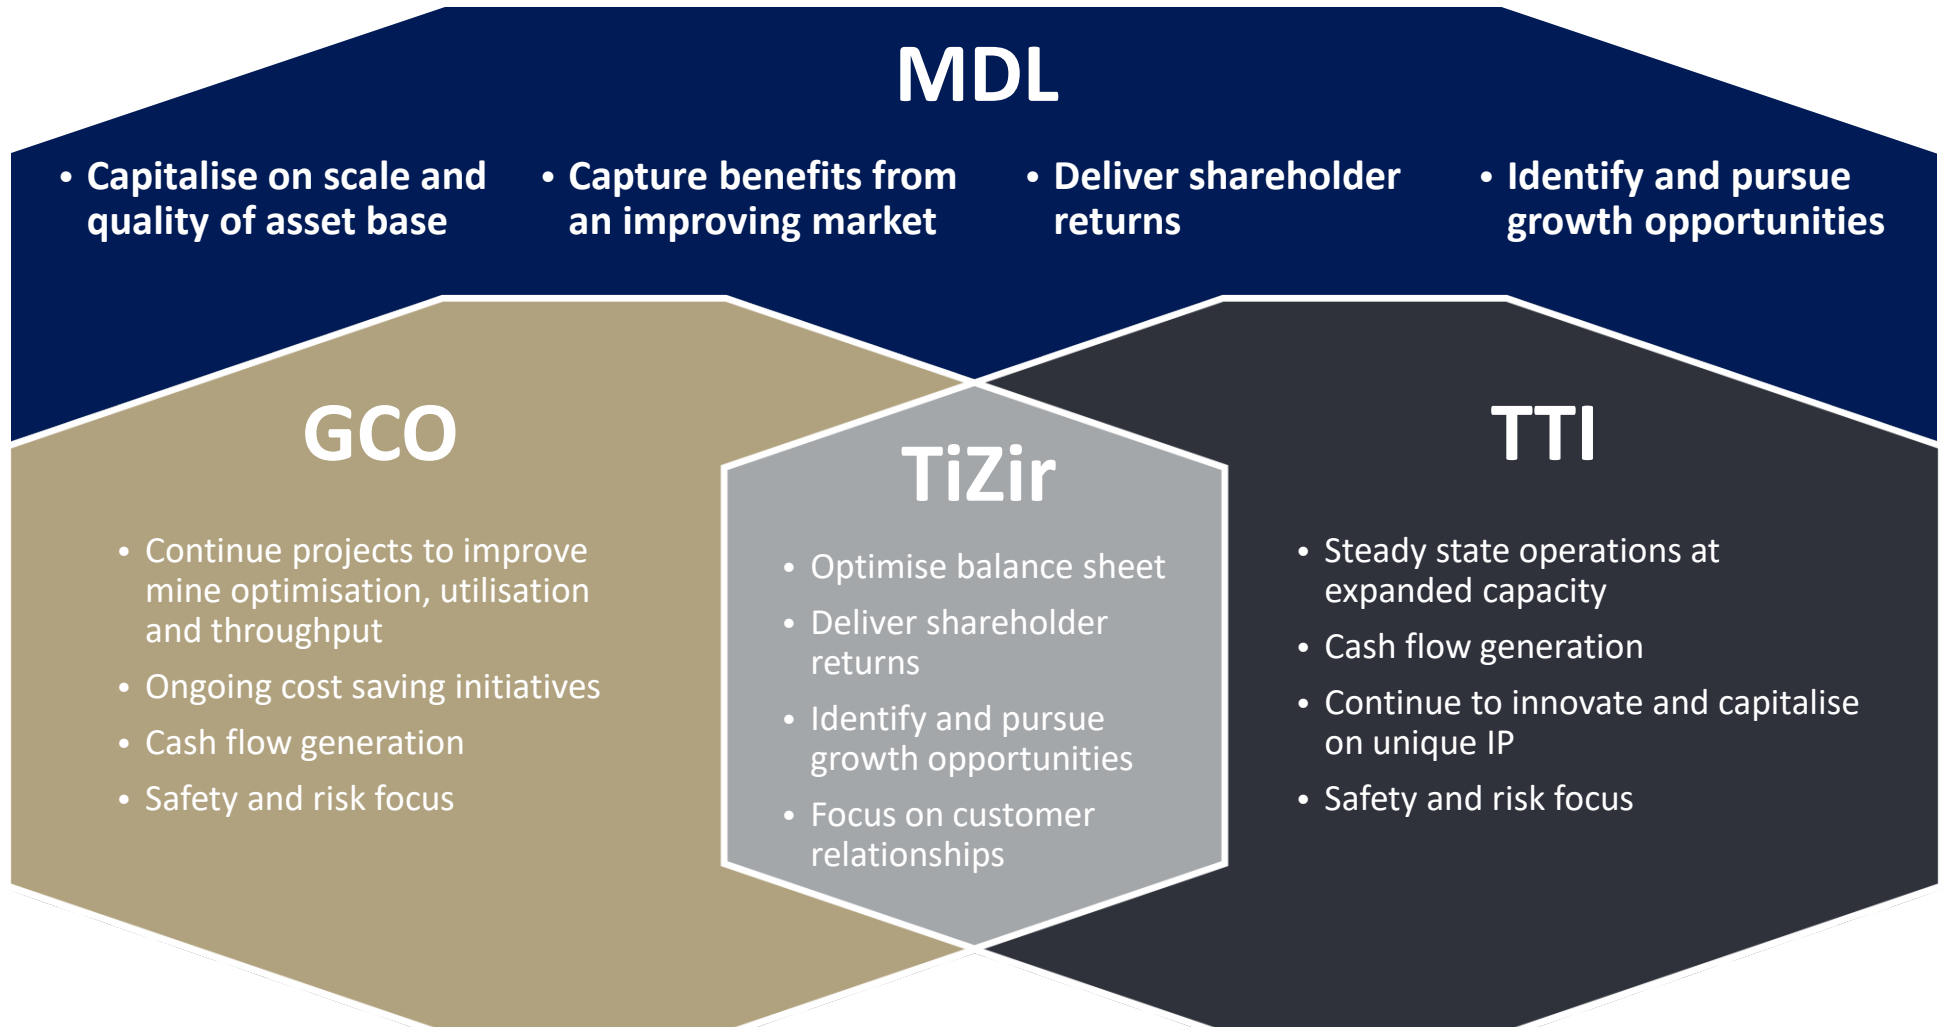 MDL
• Capitalise on scale and
quality of asset base
• Capture benefits from
an improving market
• Deliver shareholder
returns
• Identify and pursue
growth opportunities
GCO
• Continue projects to improve
mine optimisation, utilisation
and throughput
• Ongoing cost saving initiatives
• Cash flow generation
• Safety and risk focus
TiZir
• Optimise balance sheet
• Deliver shareholder
returns
• Identify and pursue
growth opportunities
• Focus on customer
relationships
TTI
• Steady state operations at
expanded capacity
• Cash flow generation
• Continue to innovate and capitalise
on unique IP
• Safety and risk focus